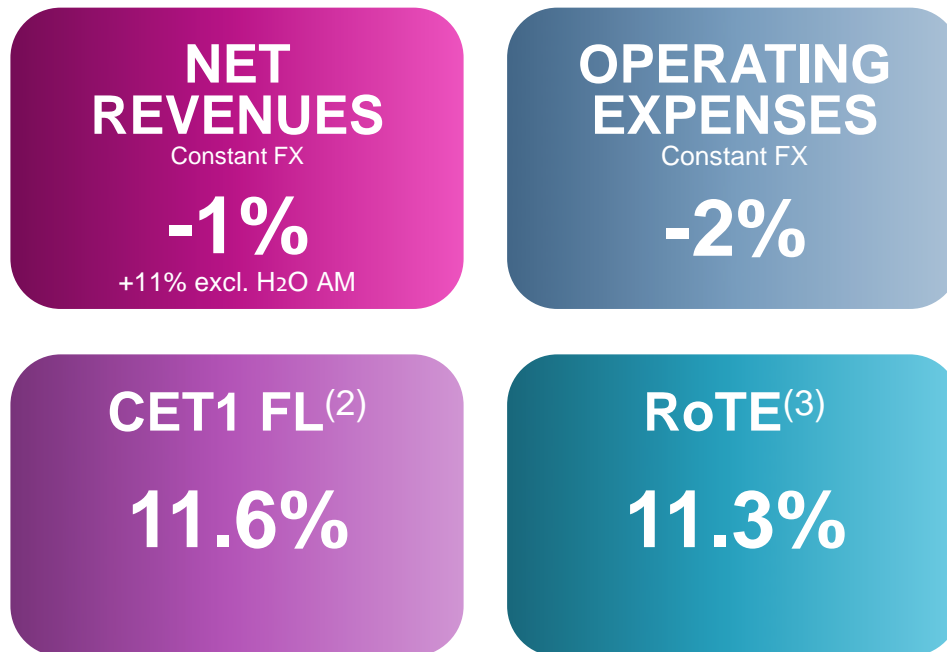 NET
REVENUES
Constant FX
-1%
+11% excl. H2O AM
OPERATING
EXPENSES
Constant FX
-2%
CET1 FL(2)
11.6%
RoTE(3)
11.3%